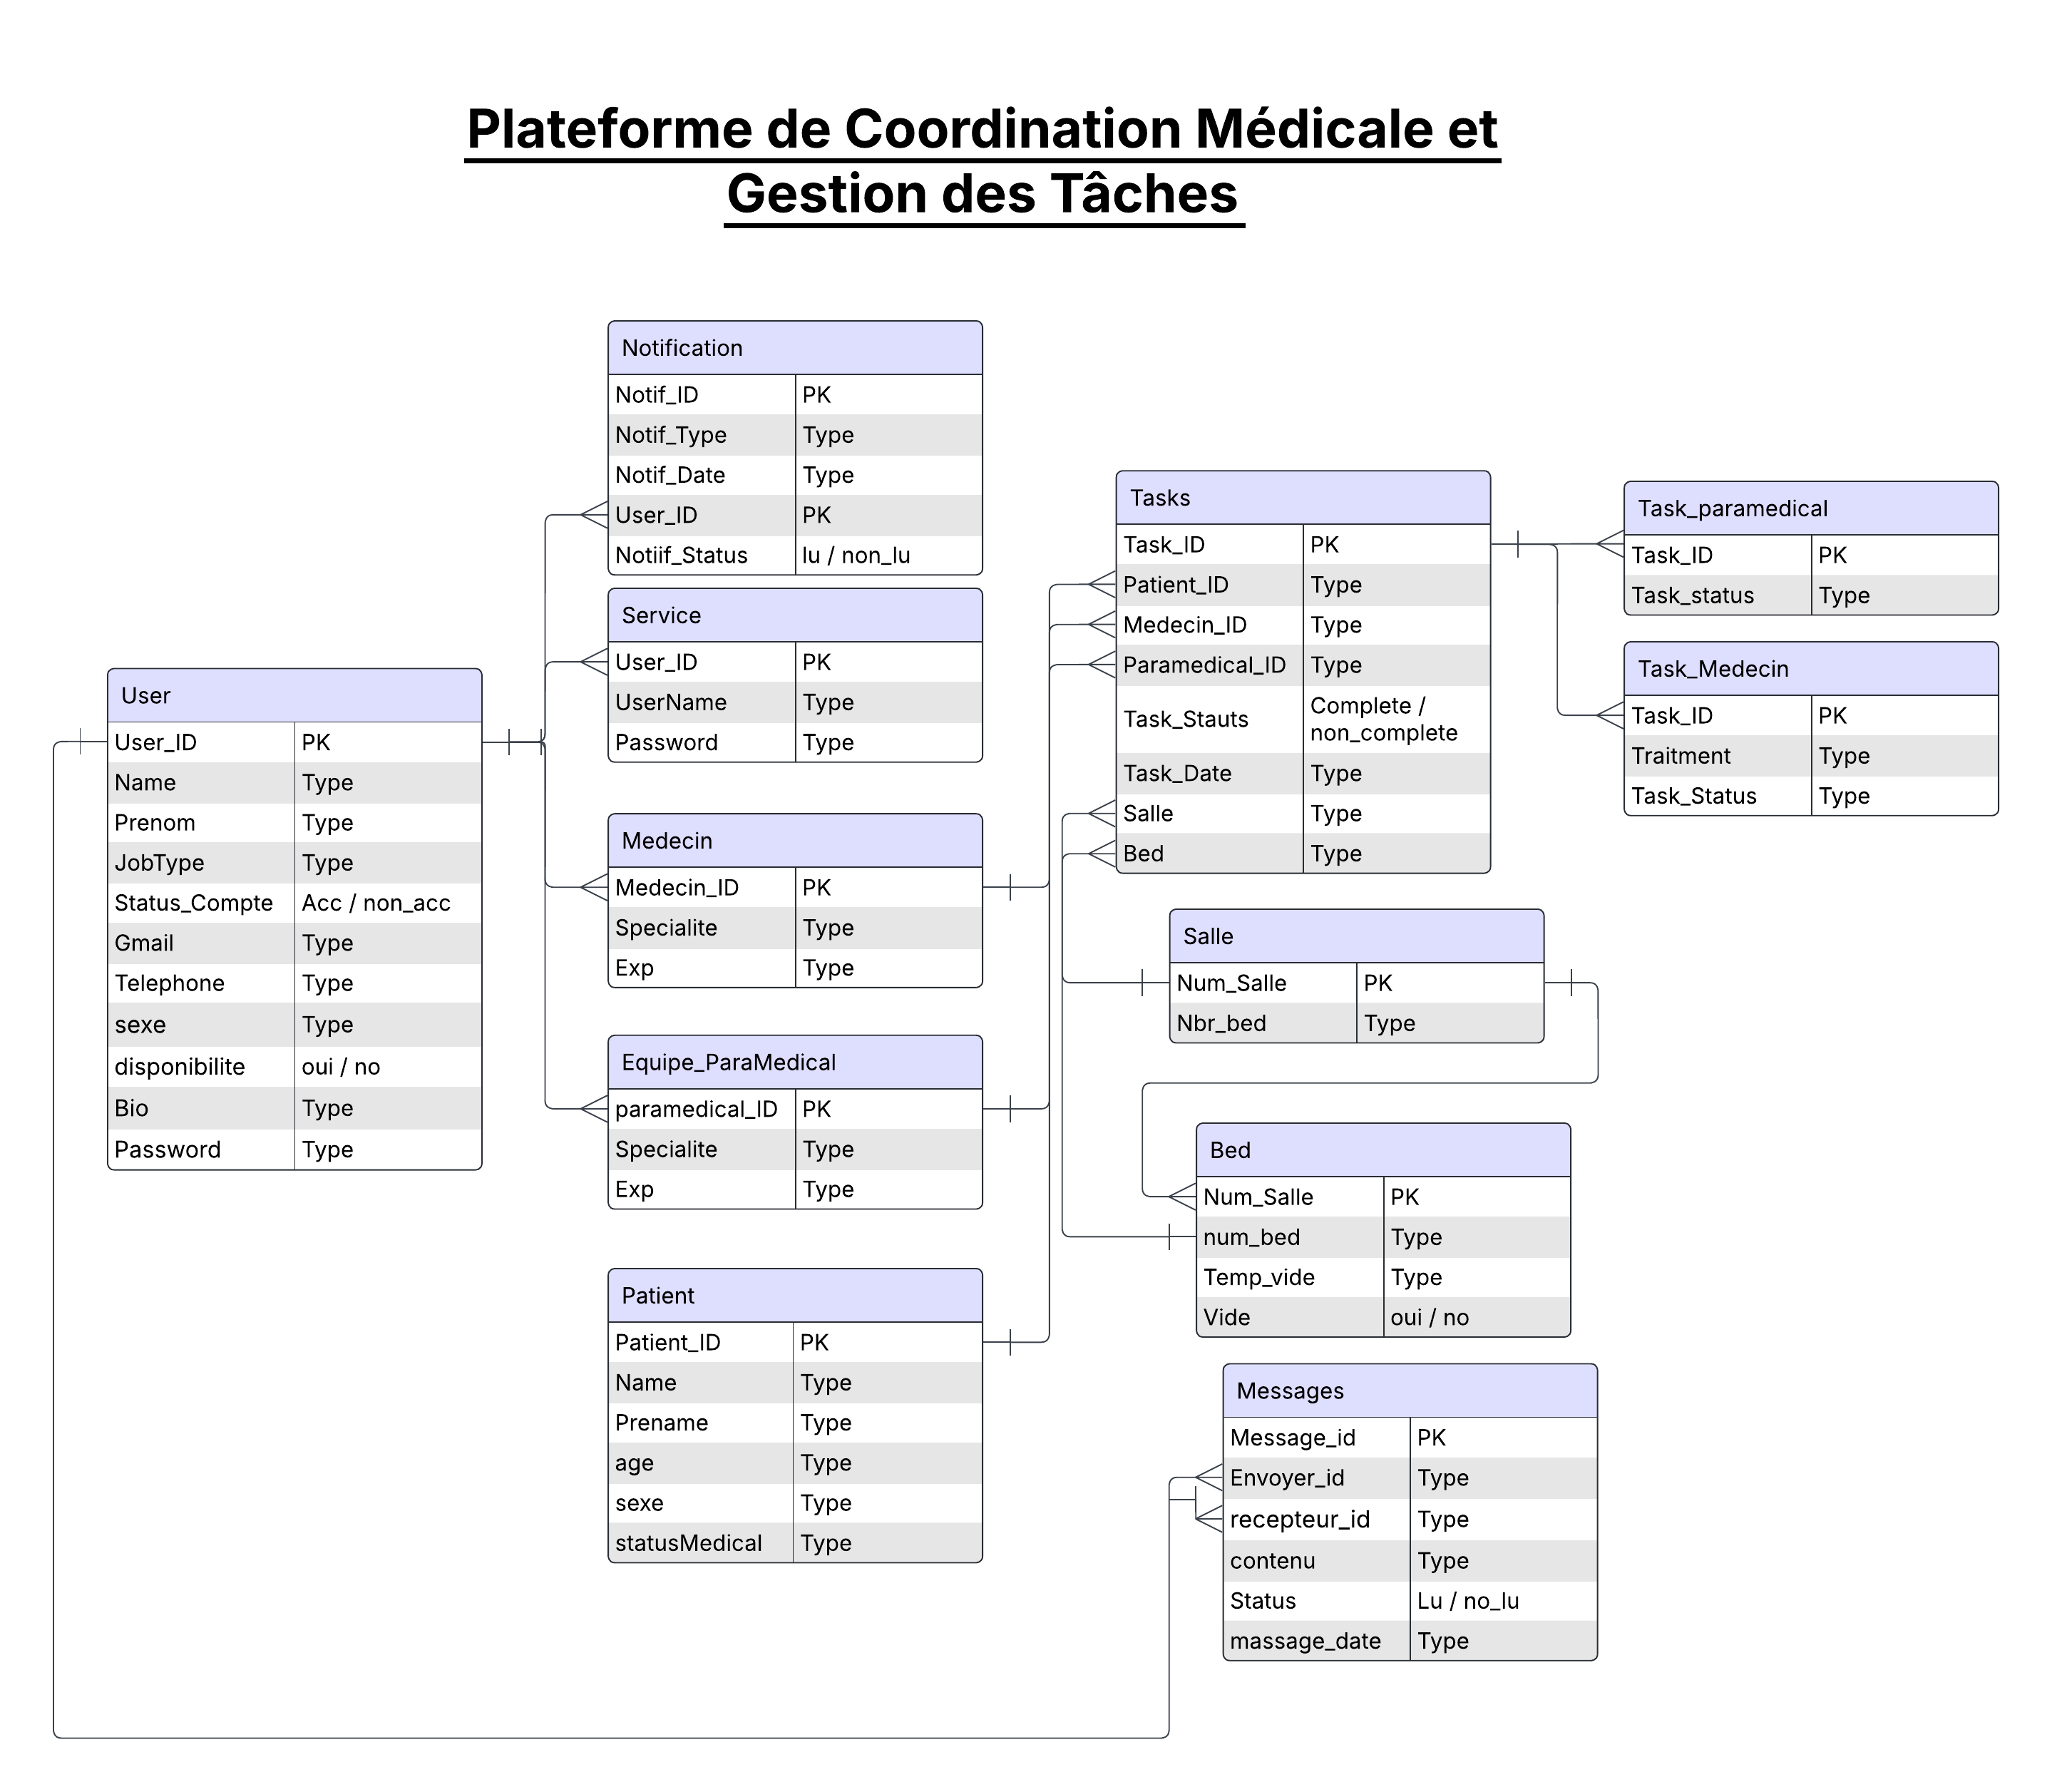 Plateforme de Coordination Médicale et
Gestion des Tâches
Notification
Notif_ID PK
Notif_Type Type
Notif_Date Type
User_ID PK
Notiif_Status lu / non_lu
Service
User_ID PK
UserName Type
Password Type
User
User_ID PK
Name Type
Prenom Type
JobType Type
Status_Compte Acc / non_acc
Gmail Type
Telephone Type
sexe Type
disponibilite oui / no
Bio Type
Password Type
Medecin
Medecin_ID PK
Specialite Type
Exp Type
Equipe_ParaMedical
paramedical_ID PK
Specialite Type
Exp Type
Patient
Patient_ID PK
Name Type
Prename Type
age Type
sexe Type
statusMedical Type
Tasks
Task_ID PK
Patient_ID Type
Medecin_ID Type
Paramedical_ID Type
Task_Stauts Complete /
non_complete
Task_Date Type
Salle Type
Bed Type
Task_paramedical
Task_ID PK
Task_status Type
Task_Medecin
Task_ID PK
Traitment Type
Task_Status Type
Salle
Num_Salle PK
Nbr_bed Type
Bed
Num_Salle PK
num_bed Type
Temp_vide Type
Vide oui / no
Messages
Message_id PK
Envoyer_id Type
recepteur_id Type
contenu Type
Status Lu / no_lu
massage_date Type